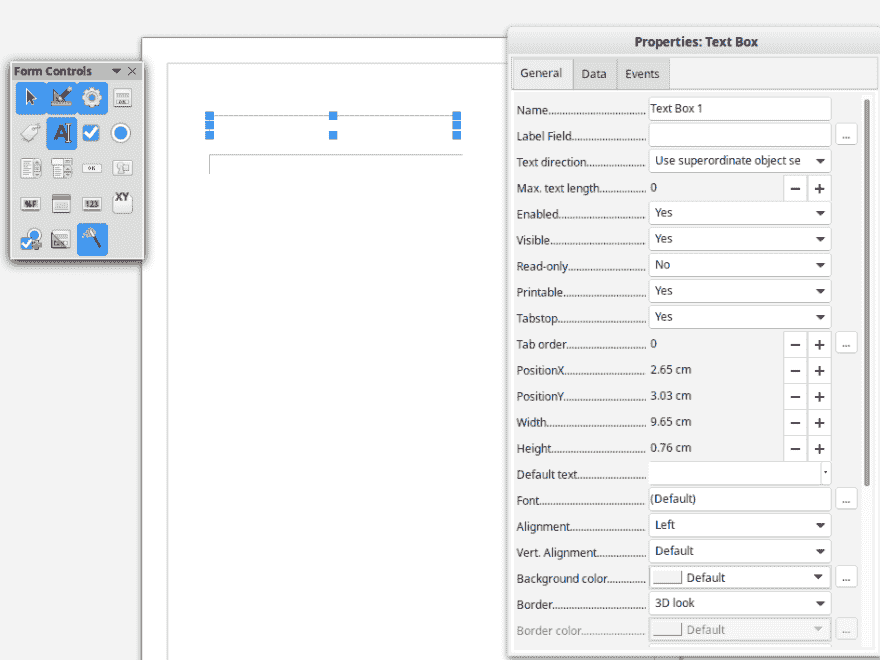 Form Controls
OK
%F
123
XY
Properties: Text Box
General Data Events
Name Text Box 1
Label Field ...
Text direction Use superordinate object se
Max. text length 0 − +
Enabled Yes
Visible Yes
Read-only No
Printable Yes
Tabstop Yes
Tab order 0 − + ...
PositionX 2.65 cm − +
PositionY 3.03 cm − +
Width 9.65 cm − +
Height 0.76 cm − +
Default text
Font (Default) ...
Alignment Left
Vert. Alignment Default
Background color Default ...
Border 3D look
Border color Default ...